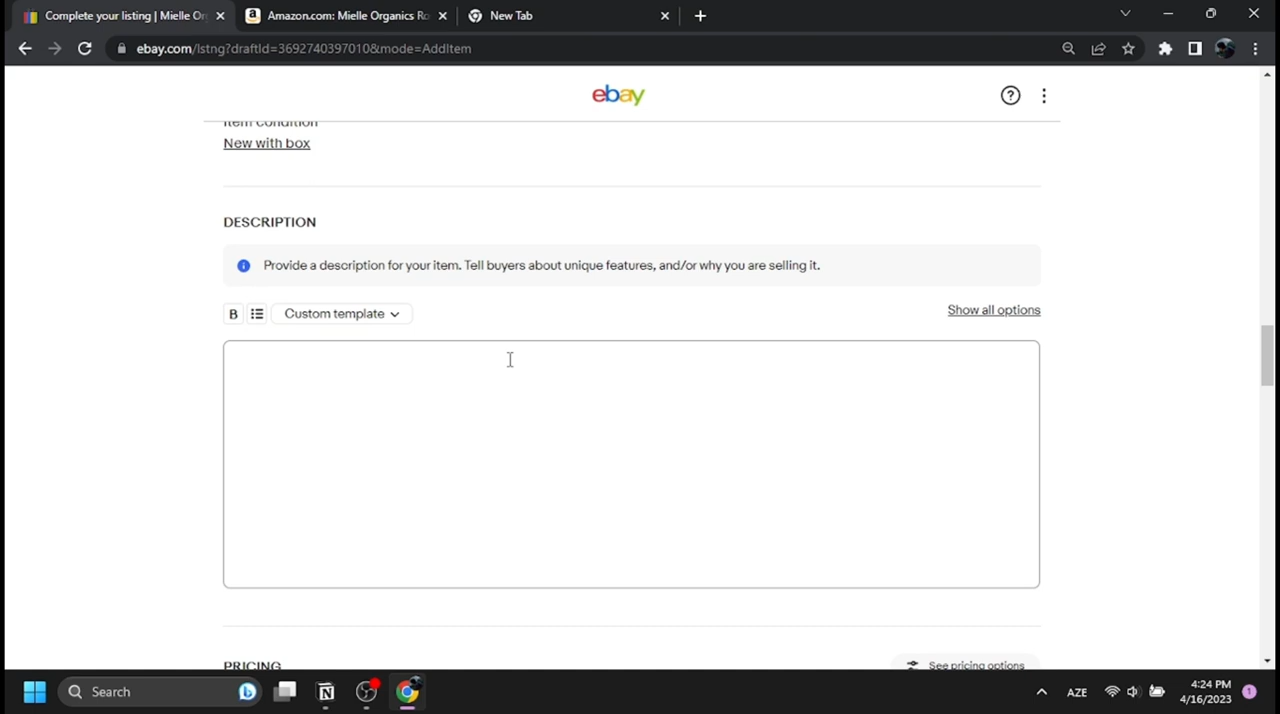 Complete your listing | Mielle Or
Amazon.com: Mielle Organics Ro
New Tab
ebay.com/lstng?draftId=3692740397010&mode=AddItem
ebay
Item condition
New with box
DESCRIPTION
Provide a description for your item. Tell buyers about unique features, and/or why you are selling it.
B
Custom template
Show all options
PRICING
See pricing options
Search
AZE
4:24 PM
4/16/2023
1